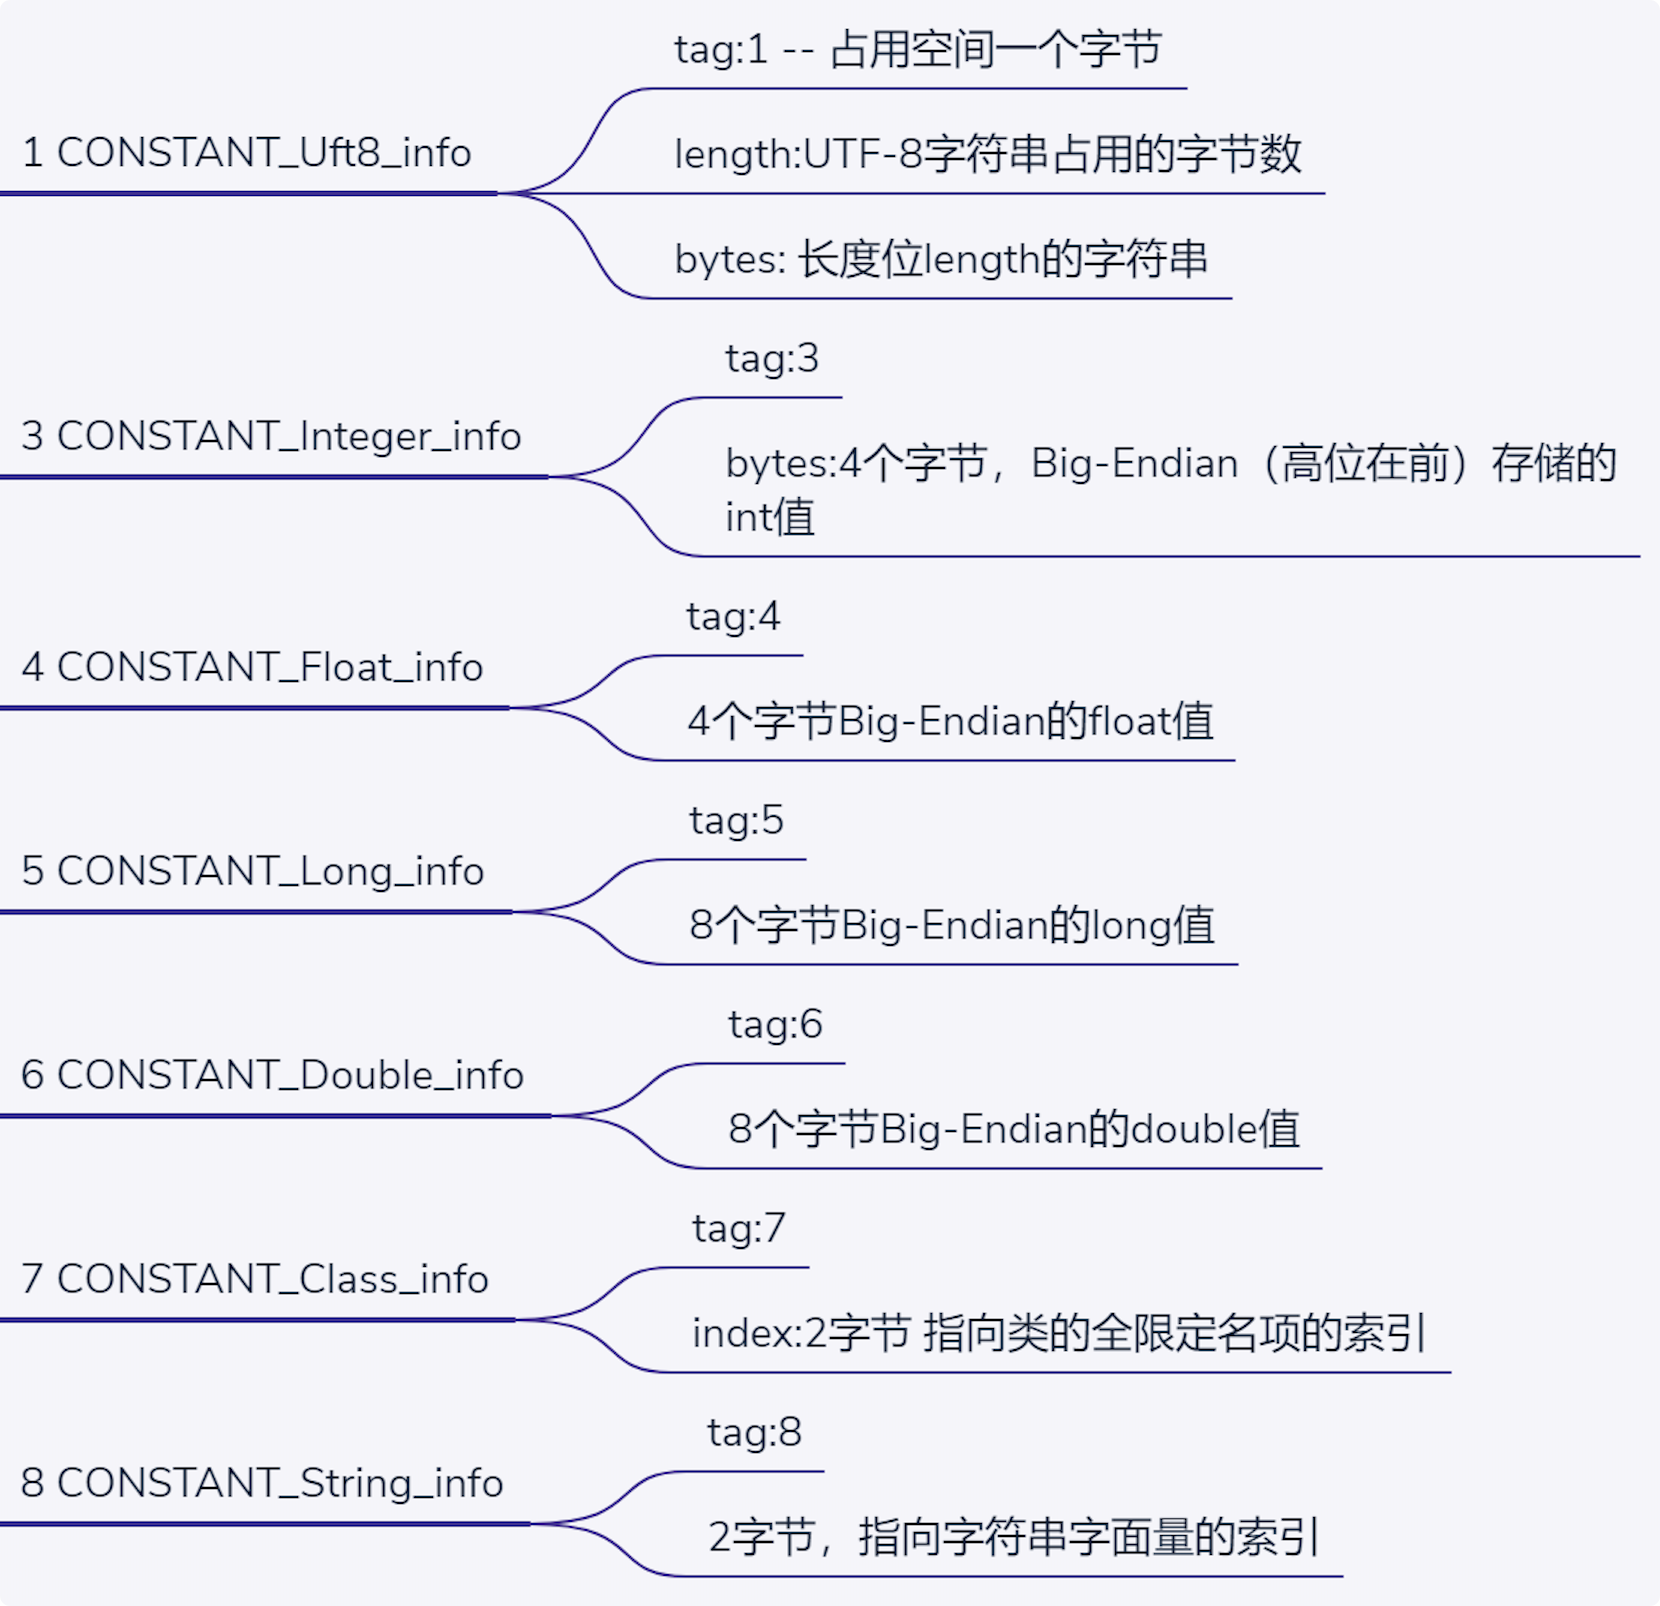 tag:1 -- 占用空间一个字节
1 CONSTANT_Uft8_info
length:UTF-8字符串占用的字节数
bytes: 长度位length的字符串
tag:3
3 CONSTANT_Integer_info
bytes:4个字节，Big-Endian（高位在前）存储的
int值
tag:4
4 CONSTANT_Float_info
4个字节Big-Endian的float值
tag:5
5 CONSTANT_Long_info
8个字节Big-Endian的long值
tag:6
6 CONSTANT_Double_info
8个字节Big-Endian的double值
tag:7
7 CONSTANT_Class_info
index:2字节 指向类的全限定名项的索引
tag:8
8 CONSTANT_String_info
2字节，指向字符串字面量的索引